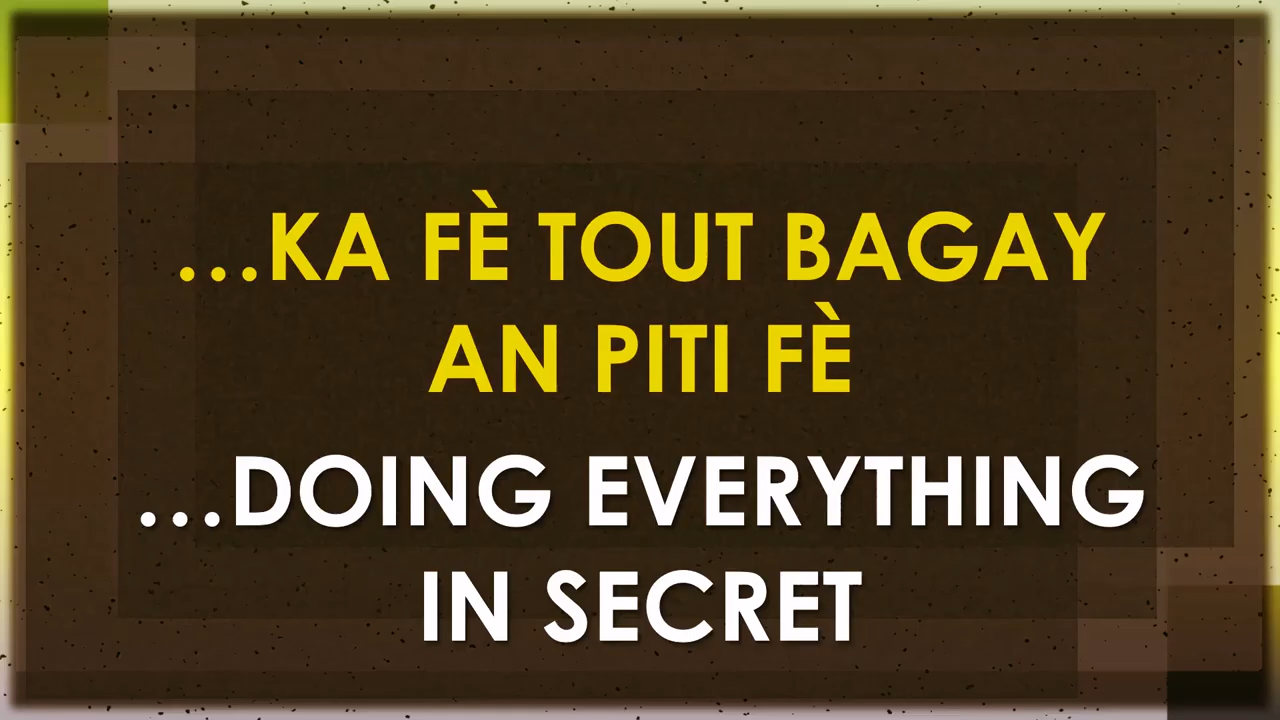 ...KA FÈ TOUT BAGAY
AN PITI FÈ
...DOING EVERYTHING
IN SECRET